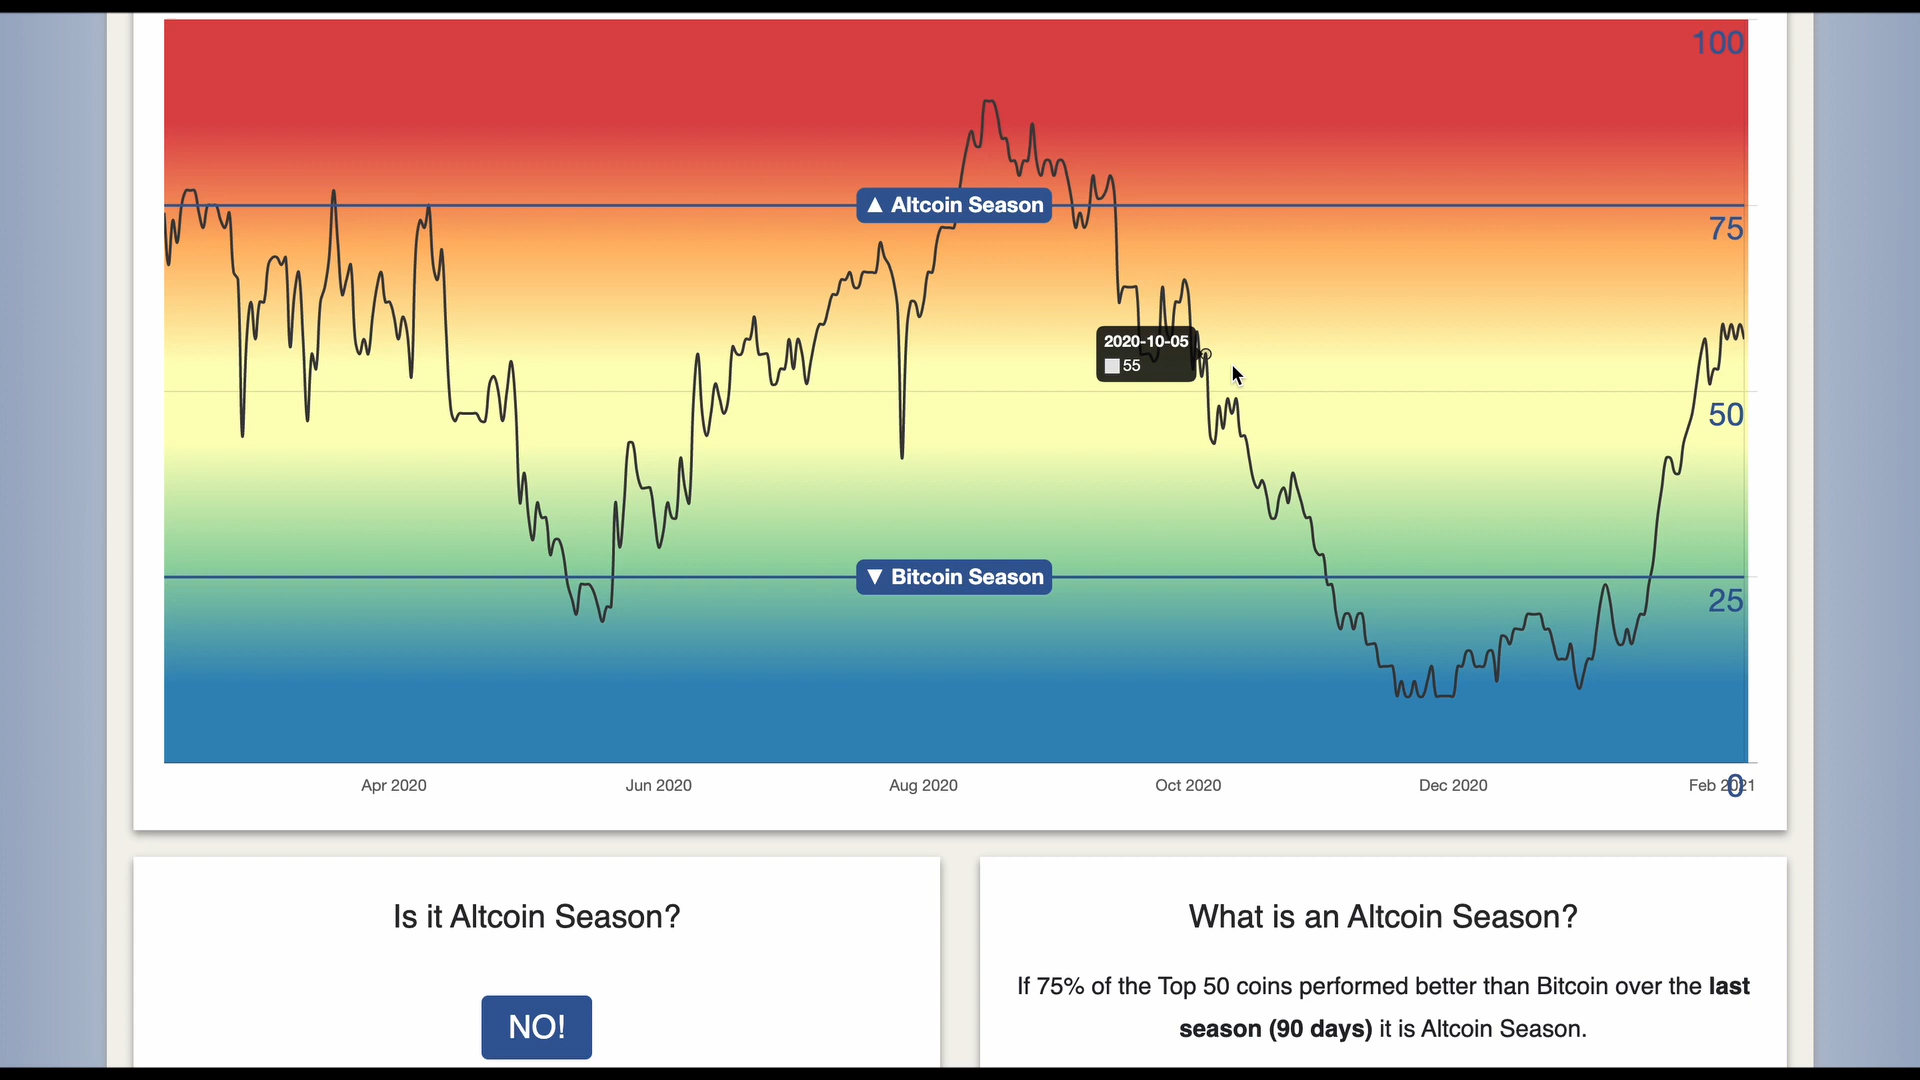 100
▲ Altcoin Season
75
2020-10-05
55
50
▼ Bitcoin Season
25
0
Apr 2020
Jun 2020
Aug 2020
Oct 2020
Dec 2020
Feb 2021
Is it Altcoin Season?
NO!
What is an Altcoin Season?
If 75% of the Top 50 coins performed better than Bitcoin over the last
season (90 days) it is Altcoin Season.